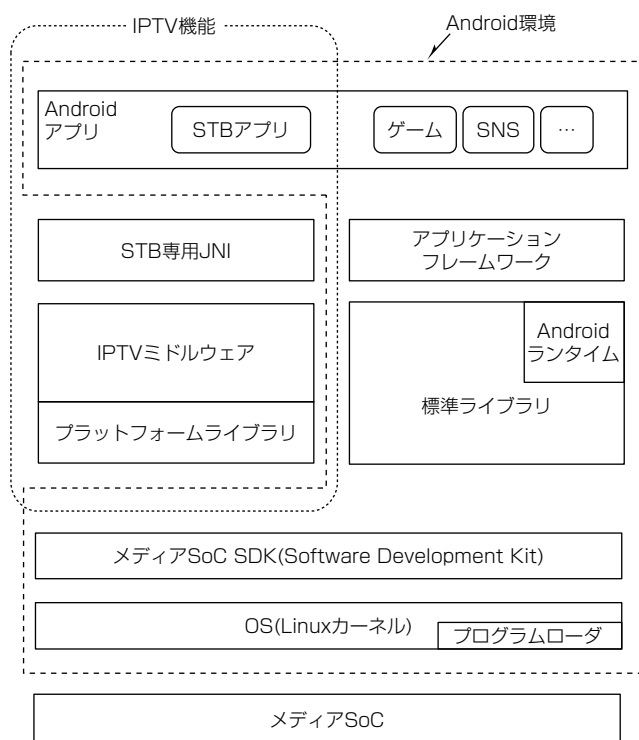 IPTV機能
Android環境
Android
アプリ
STBアプリ
ゲーム
SNS
…
STB専用JNI
アプリケーション
フレームワーク
IPTVミドルウェア
Android
ランタイム
標準ライブラリ
プラットフォームライブラリ
メディアSoC SDK(Software Development Kit)
OS(Linuxカーネル)
プログラムローダ
メディアSoC